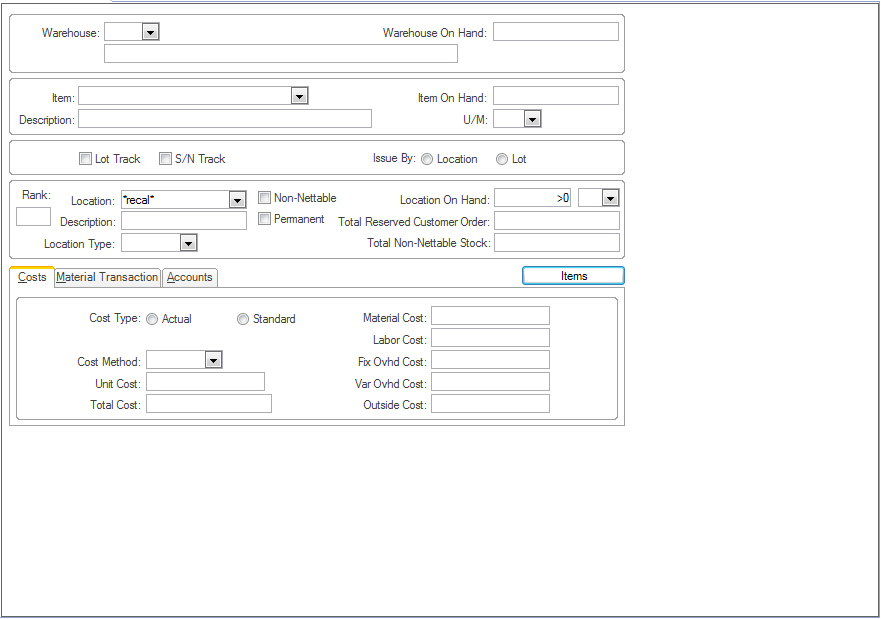 Warehouse: Warehouse On Hand:
Item: Item On Hand:
Description: U/M:
Lot Track S/N Track Issue By: Location Lot
Rank: Location: *recal* Non-Nettable Location On Hand: >0
Description: Permanent Total Reserved Customer Order:
Location Type: Total Non-Nettable Stock:
Costs Material Transaction Accounts Items
Cost Type: Actual Standard Material Cost:
Labor Cost:
Cost Method: Fix Ovhd Cost:
Unit Cost: Var Ovhd Cost:
Total Cost: Outside Cost: